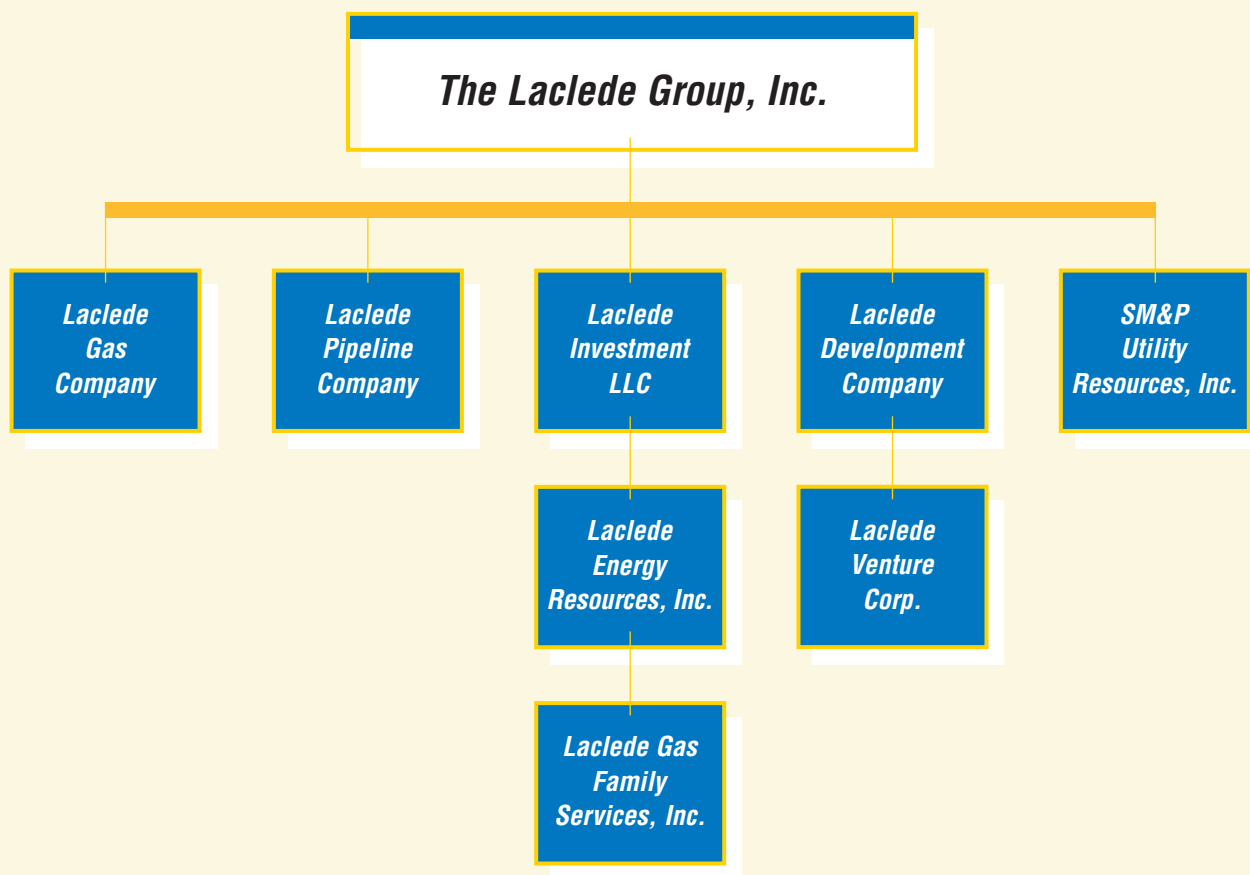 The Laclede Group, Inc.
Laclede
Gas
Company
Laclede
Pipeline
Company
Laclede
Investment
LLC
Laclede
Development
Company
SM&P
Utility
Resources, Inc.
Laclede
Energy
Resources, Inc.
Laclede
Venture
Corp.
Laclede Gas
Family
Services, Inc.